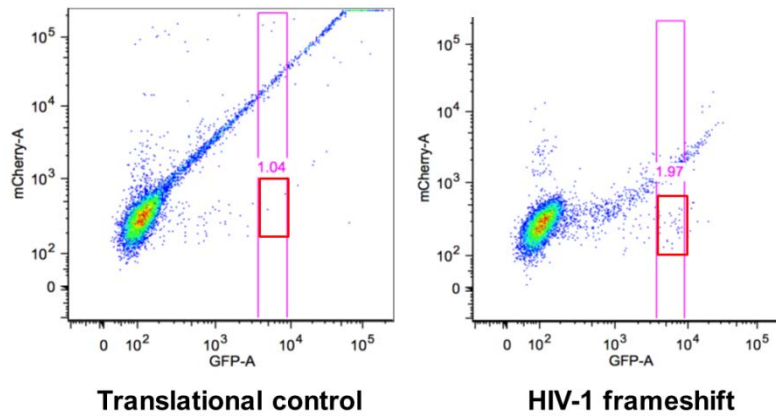 10⁵
10⁴
10³
10²
0
mCherry-A
1.04
0 10² 10³ 10⁴ 10⁵
GFP-A
Translational control
10⁵
10⁴
10³
10²
0
mCherry-A
1.97
0 10² 10³ 10⁴ 10⁵
GFP-A
HIV-1 frameshift